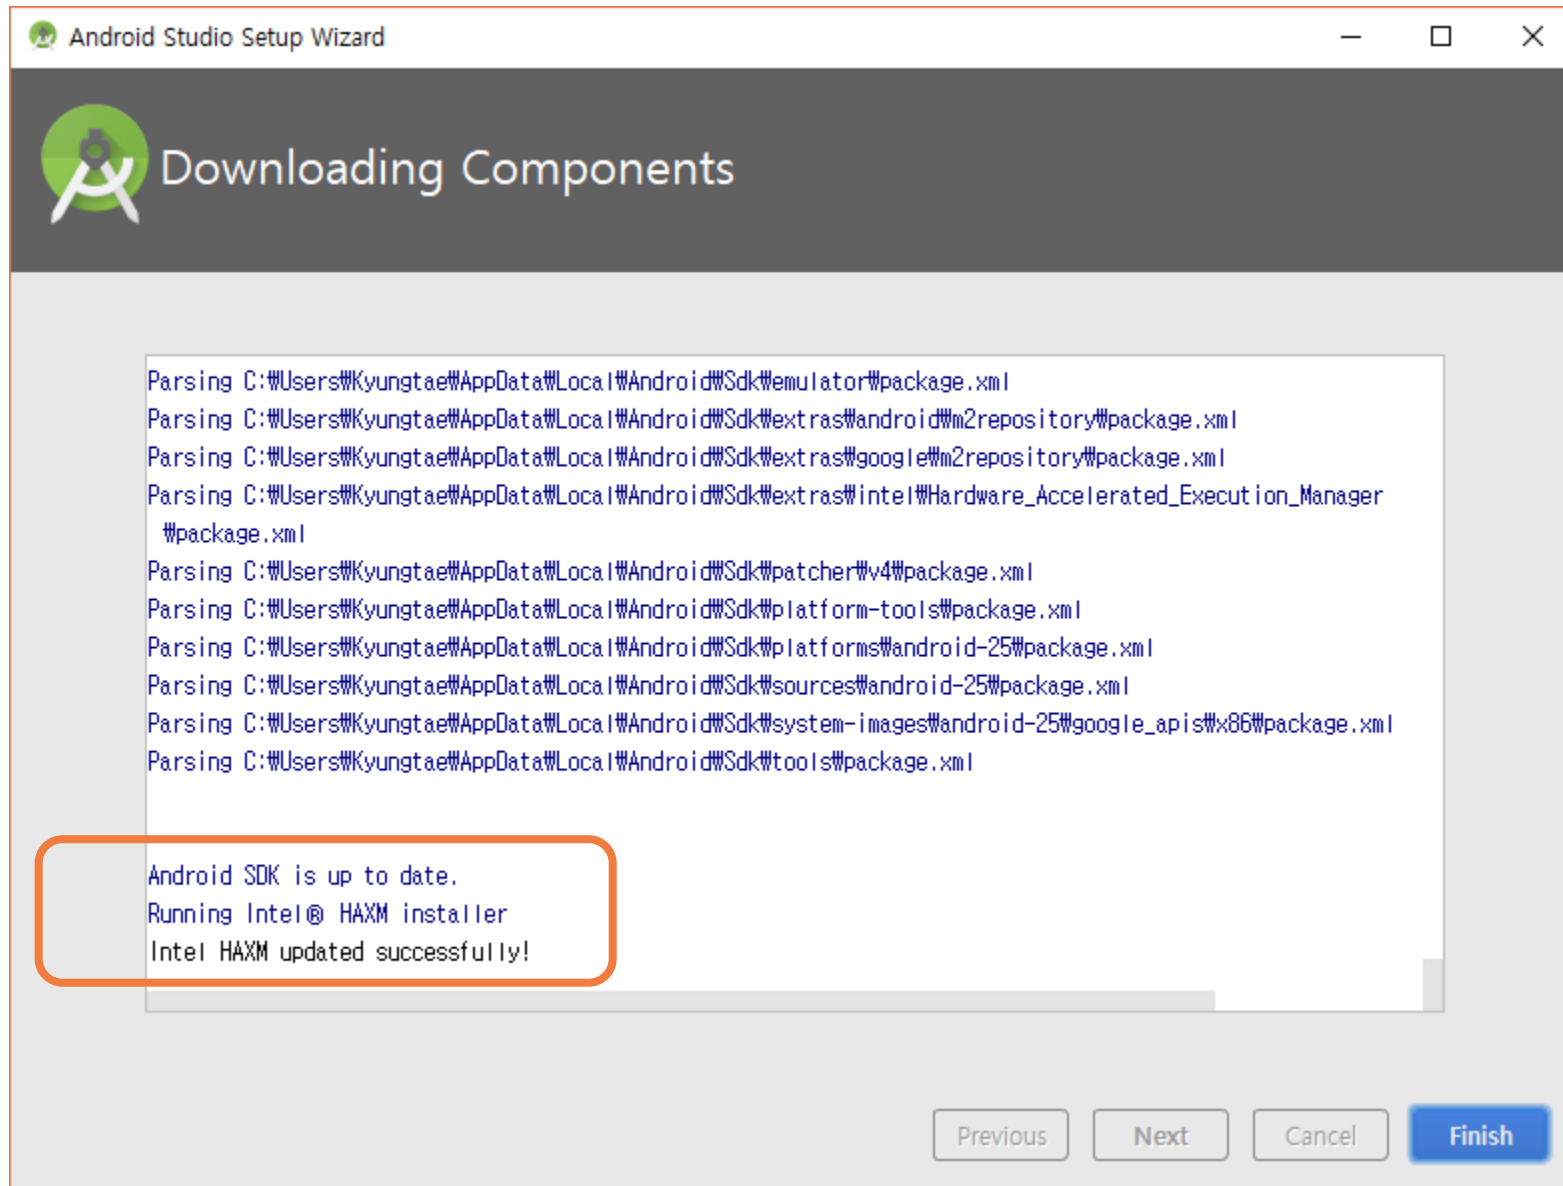 Android Studio Setup Wizard
Downloading Components
Parsing C:₩Users₩Kyungtae₩AppData₩Local₩Android₩Sdk₩emulator₩package.xml
Parsing C:₩Users₩Kyungtae₩AppData₩Local₩Android₩Sdk₩extras₩android₩m2repository₩package.xml
Parsing C:₩Users₩Kyungtae₩AppData₩Local₩Android₩Sdk₩extras₩google₩m2repository₩package.xml
Parsing C:₩Users₩Kyungtae₩AppData₩Local₩Android₩Sdk₩extras₩intel₩Hardware_Accelerated_Execution_Manager
₩package.xml
Parsing C:₩Users₩Kyungtae₩AppData₩Local₩Android₩Sdk₩patcher₩v4₩package.xml
Parsing C:₩Users₩Kyungtae₩AppData₩Local₩Android₩Sdk₩platform-tools₩package.xml
Parsing C:₩Users₩Kyungtae₩AppData₩Local₩Android₩Sdk₩platforms₩android-25₩package.xml
Parsing C:₩Users₩Kyungtae₩AppData₩Local₩Android₩Sdk₩sources₩android-25₩package.xml
Parsing C:₩Users₩Kyungtae₩AppData₩Local₩Android₩Sdk₩system-images₩android-25₩google_apis₩x86₩package.xml
Parsing C:₩Users₩Kyungtae₩AppData₩Local₩Android₩Sdk₩tools₩package.xml
Android SDK is up to date.
Running Intel® HAXM installer
Intel HAXM updated successfully!
Previous
Next
Cancel
Finish